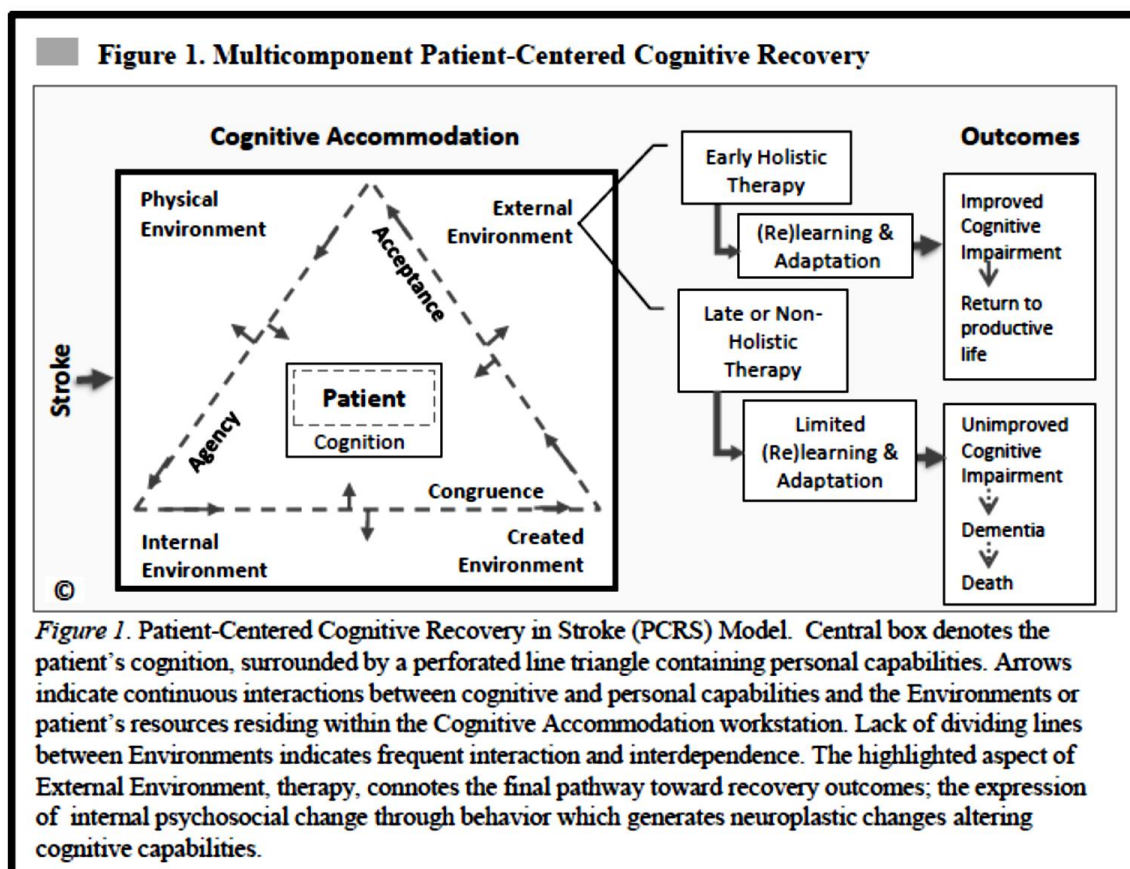 Figure 1. Multicomponent Patient-Centered Cognitive Recovery
Cognitive Accommodation
Outcomes
Stroke
Physical
Environment
External
Environment
Acceptance
Agency
Patient
Cognition
Congruence
Internal
Environment
Created
Environment
©
Early Holistic
Therapy
(Re)learning &
Adaptation
Late or Non-
Holistic
Therapy
Limited
(Re)learning &
Adaptation
Improved
Cognitive
Impairment
Return to
productive
life
Unimproved
Cognitive
Impairment
Dementia
Death
Figure 1. Patient-Centered Cognitive Recovery in Stroke (PCRS) Model. Central box denotes the
patient's cognition, surrounded by a perforated line triangle containing personal capabilities. Arrows
indicate continuous interactions between cognitive and personal capabilities and the Environments or
patient's resources residing within the Cognitive Accommodation workstation. Lack of dividing lines
between Environments indicates frequent interaction and interdependence. The highlighted aspect of
External Environment, therapy, connotes the final pathway toward recovery outcomes; the expression
of internal psychosocial change through behavior which generates neuroplastic changes altering
cognitive capabilities.